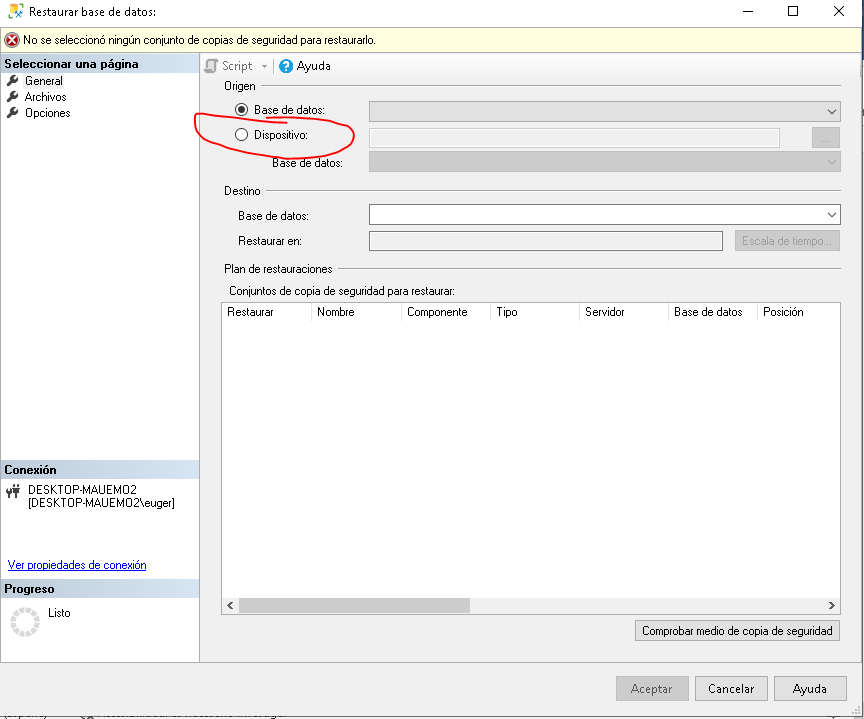 Restaurar base de datos:
No se seleccionó ningún conjunto de copias de seguridad para restaurarlo.
Seleccionar una página
General
Archivos
Opciones
Script
Ayuda
Origen
Base de datos:
Dispositivo:
...
Base de datos:
Destino
Base de datos:
Restaurar en:
Escala de tiempo...
Plan de restauraciones
Conjuntos de copia de seguridad para restaurar:
Restaurar Nombre Componente Tipo Servidor Base de datos Posición
Conexión
DESKTOP-MAUEMO2
[DESKTOP-MAUEMO2\euger]
Ver propiedades de conexión
Progreso
Listo
Comprobar medio de copia de seguridad
Aceptar Cancelar Ayuda